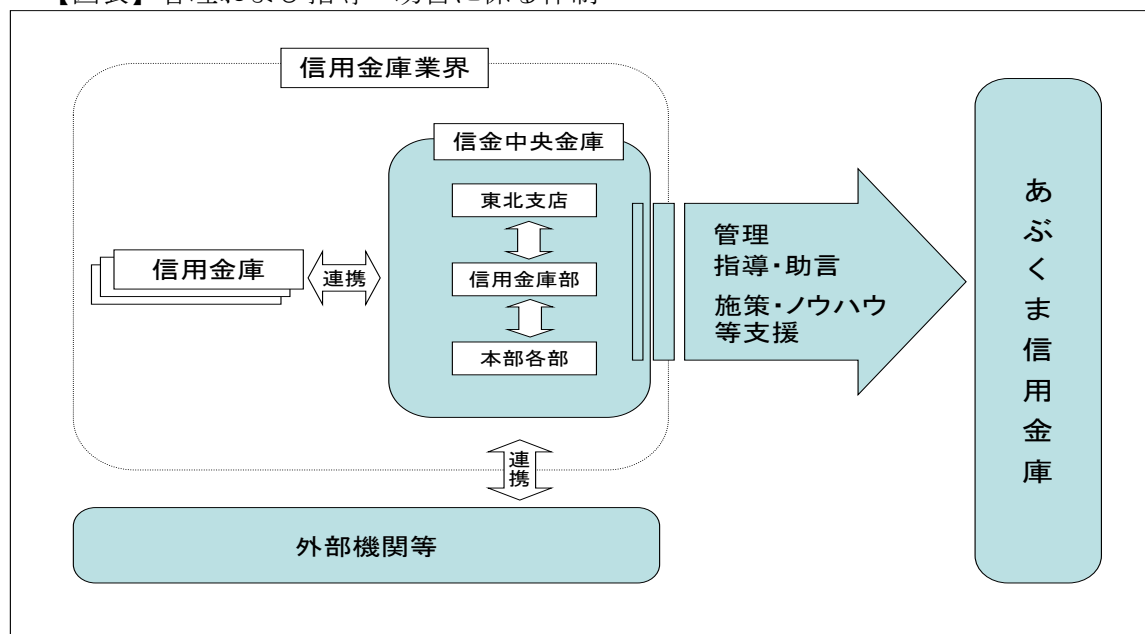 信用金庫業界
信金中央金庫
東北支店
信用金庫部
本部各部
信用金庫
連携
管理
指導・助言
施策・ノウハウ
等支援
あぶくま信用金庫
連携
外部機関等